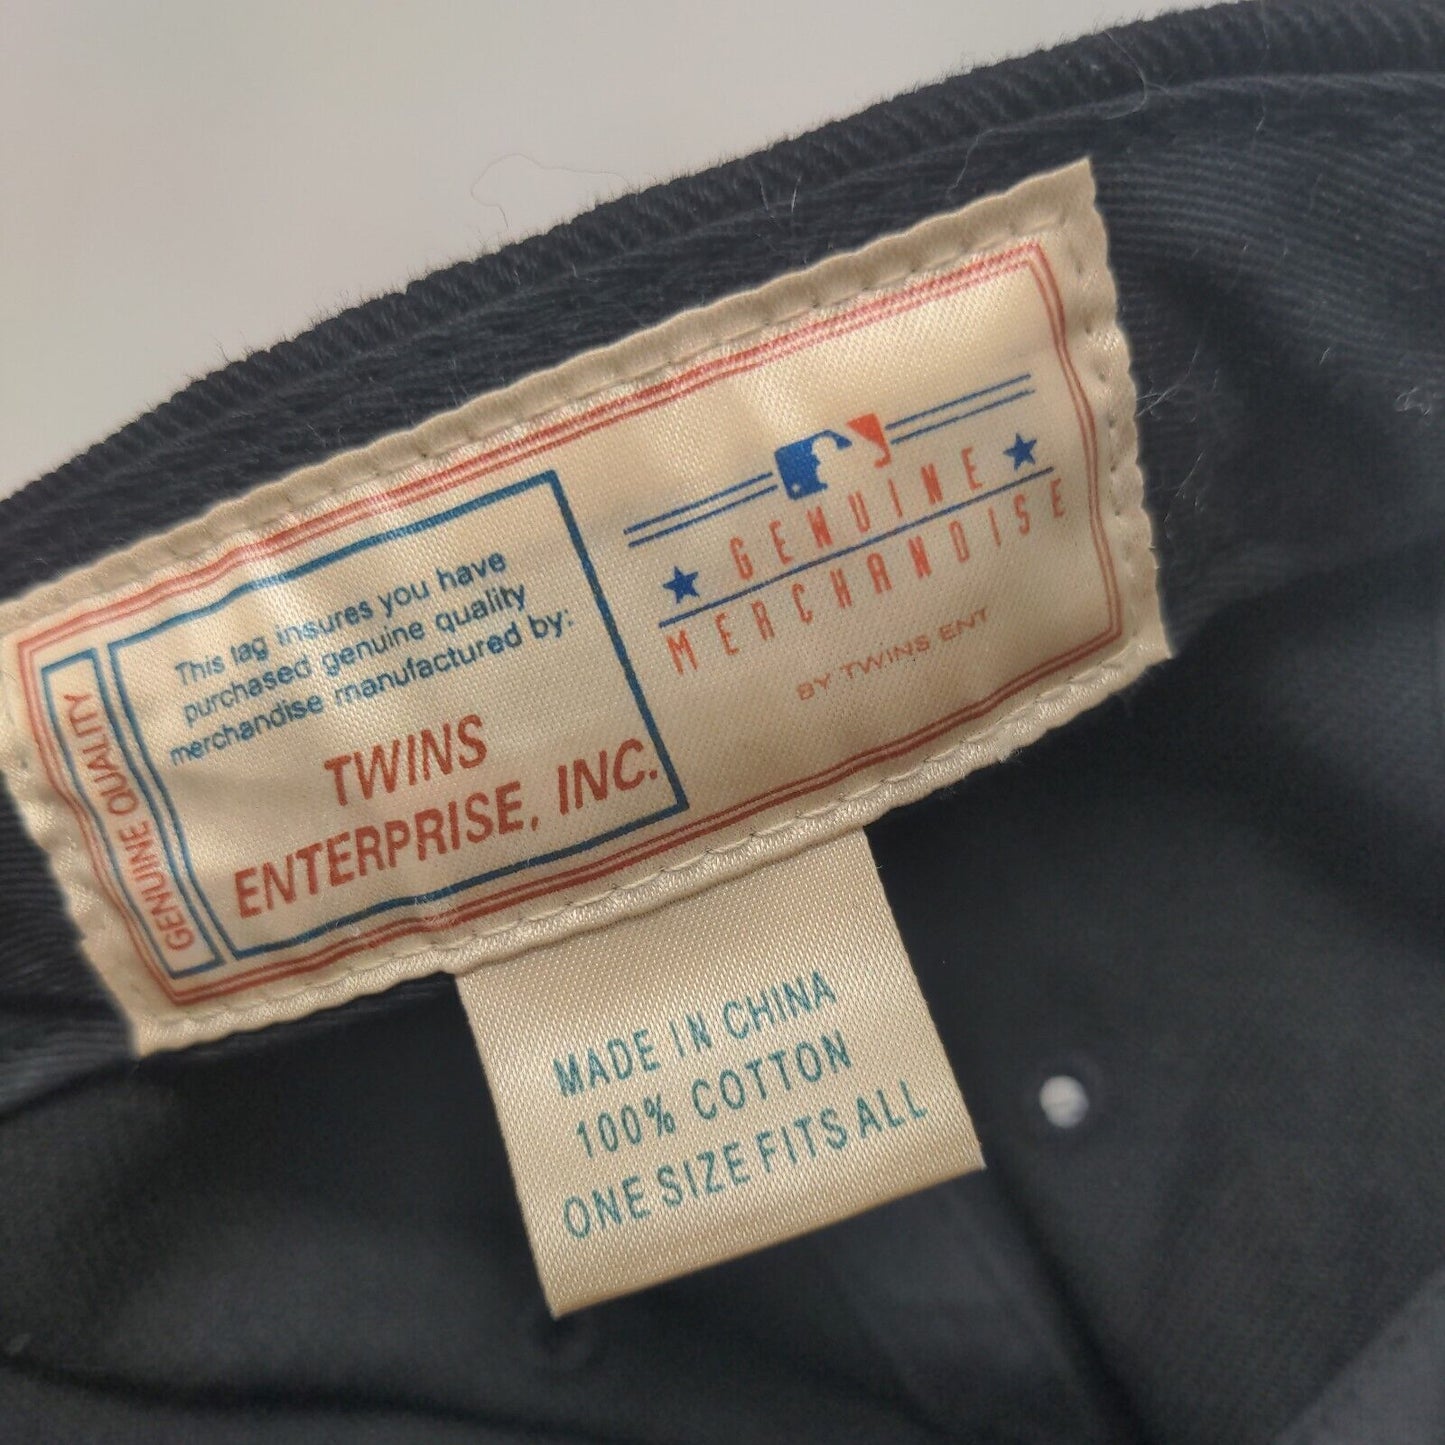 GENUINE QUALITY
This tag insures you have
purchased genuine quality
merchandise manufactured by:
TWINS
ENTERPRISE, INC.
GENUINE
MERCHANDISE
BY TWINS ENT
MADE IN CHINA
100% COTTON
ONE SIZE FITS ALL